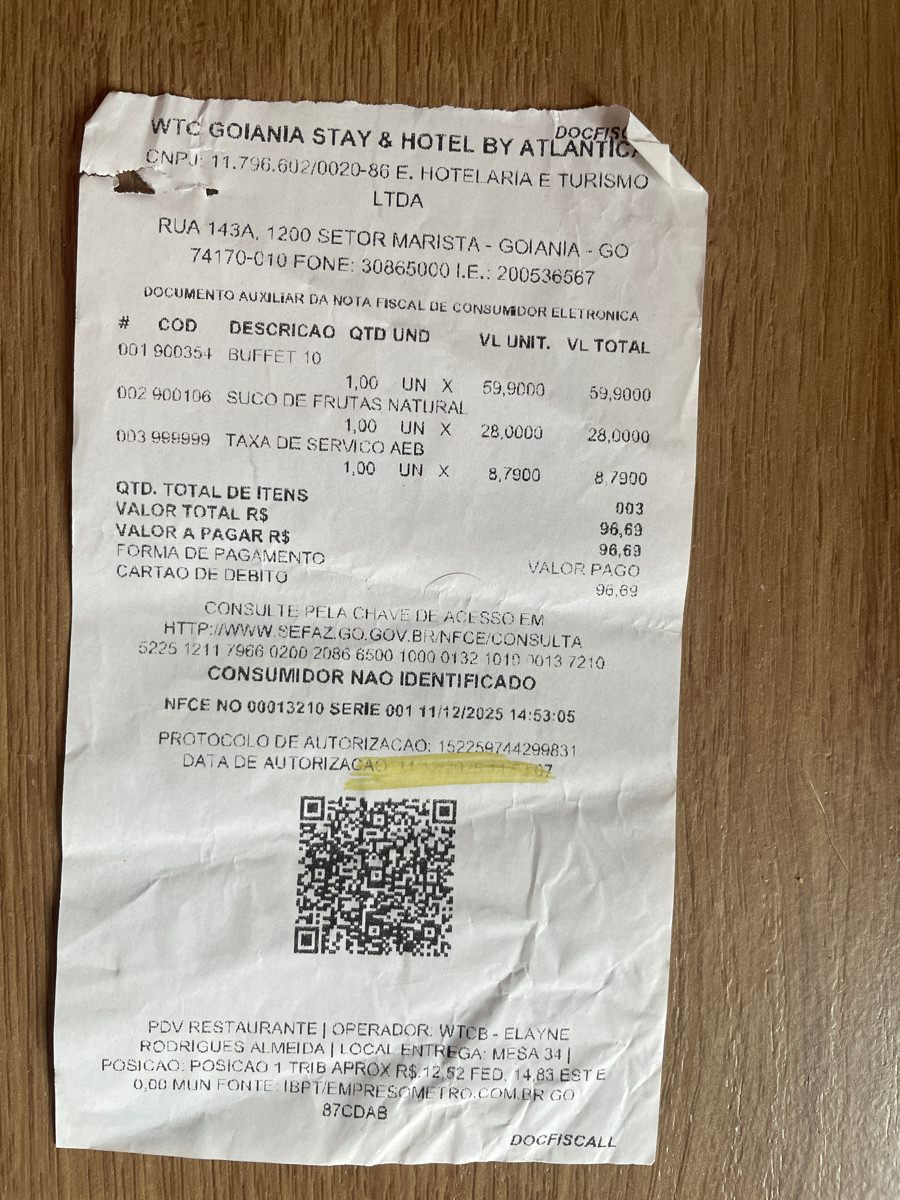 DOCFISC
WTC GOIANIA STAY & HOTEL BY ATLANTICA
CNPJ: 11.796.602/0020-86 E. HOTELARIA E TURISMO
LTDA
RUA 143A, 1200 SETOR MARISTA - GOIANIA - GO
74170-010 FONE: 30865000 I.E.: 200536567
DOCUMENTO AUXILIAR DA NOTA FISCAL DE CONSUMIDOR ELETRONICA
# COD DESCRICAO QTD UND VL UNIT. VL TOTAL
001 900354 BUFFET 10
1,00 UN X 59,9000 59,9000
002 900106 SUCO DE FRUTAS NATURAL
1,00 UN X 28,0000 28,0000
003 999999 TAXA DE SERVICO AEB
1,00 UN X 8,7900 8,7900
QTD. TOTAL DE ITENS 003
VALOR TOTAL R$ 96,69
VALOR A PAGAR R$ 96,69
FORMA DE PAGAMENTO VALOR PAGO
CARTAO DE DEBITO 96,69
CONSULTE PELA CHAVE DE ACESSO EM
HTTP://WWW.SEFAZ.GO.GOV.BR/NFCE/CONSULTA
5225 1211 7966 0200 2086 6500 1000 0132 1010 0013 7210
CONSUMIDOR NAO IDENTIFICADO
NFCE NO 00013210 SERIE 001 11/12/2025 14:53:05
PROTOCOLO DE AUTORIZACAO: 152259744299831
DATA DE AUTORIZACAO:
PDV RESTAURANTE | OPERADOR: WTCB - ELAYNE
RODRIGUES ALMEIDA | LOCAL ENTREGA: MESA 34 |
POSICAO: POSICAO 1 TRIB APROX R$ 12,52 FED, 14,83 EST E
0,00 MUN FONTE: IBPT/EMPRESOMETRO.COM.BR GO
87CDAB
DOCFISCALL